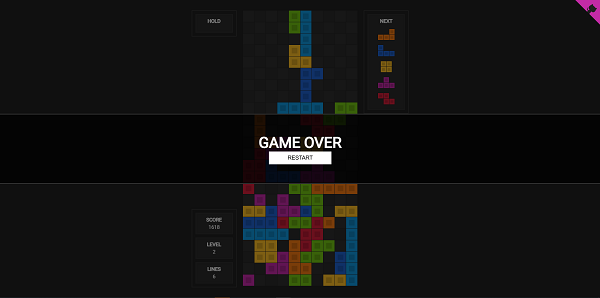 HOLD
NEXT
GAME OVER
RESTART
SCORE
1618
LEVEL
2
LINES
6